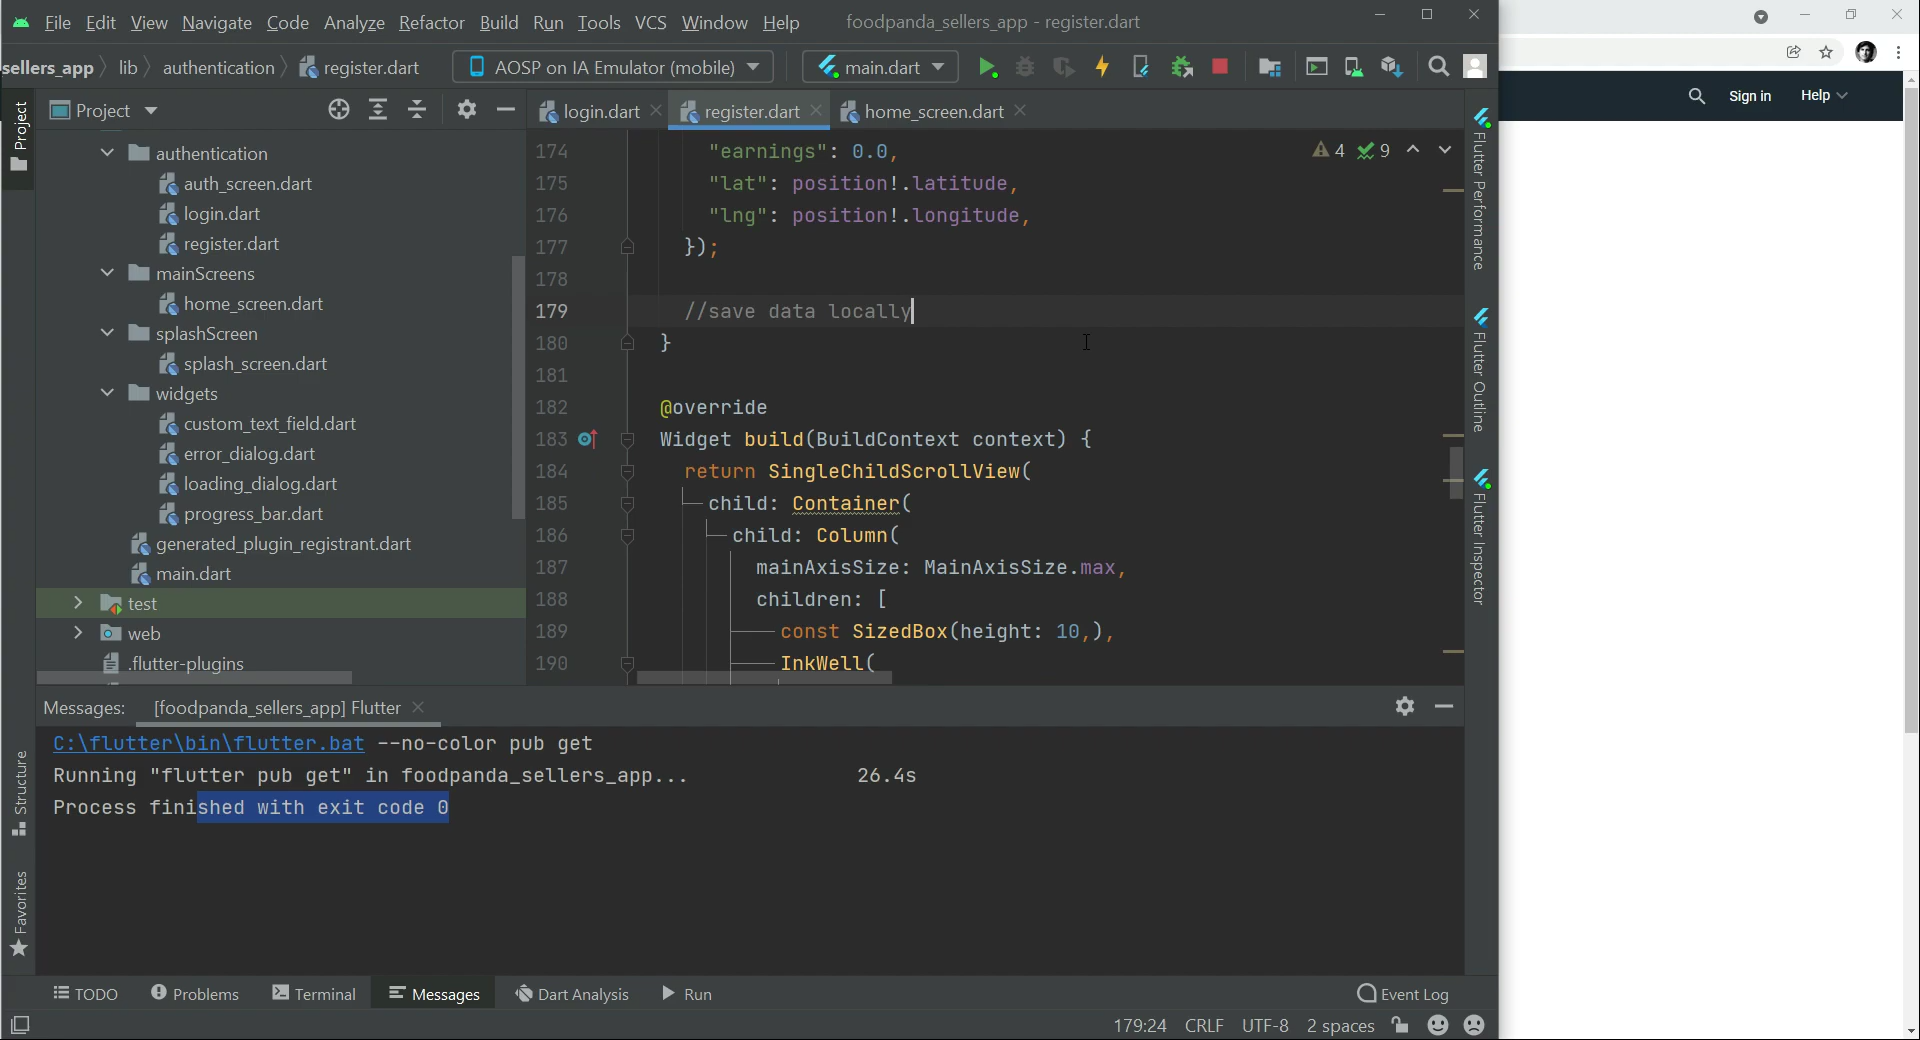 File Edit View Navigate Code Analyze Refactor Build Run Tools VCS Window Help foodpanda_sellers_app - register.dart
sellers_app lib authentication register.dart AOSP on IA Emulator (mobile) main.dart
Sign in Help
Project
login.dart register.dart home_screen.dart
authentication
auth_screen.dart
login.dart
register.dart
mainScreens
home_screen.dart
splashScreen
splash_screen.dart
widgets
custom_text_field.dart
error_dialog.dart
loading_dialog.dart
progress_bar.dart
generated_plugin_registrant.dart
main.dart
test
web
.flutter-plugins
174 "earnings": 0.0,
4 9
175 "lat": position!.latitude,
176 "lng": position!.longitude,
177 });
178
179 //save data locally
180 }
181
182 @override
183 Widget build(BuildContext context) {
184 return SingleChildScrollView(
185 child: Container(
186 child: Column(
187 mainAxisSize: MainAxisSize.max,
188 children: [
189 const SizedBox(height: 10,),
190 InkWell(
Project
Structure
Favorites
Flutter Performance
Flutter Outline
Flutter Inspector
Messages: [foodpanda_sellers_app] Flutter
C:\flutter\bin\flutter.bat --no-color pub get
Running "flutter pub get" in foodpanda_sellers_app... 26.4s
Process finished with exit code 0
TODO Problems Terminal Messages Dart Analysis Run Event Log
179:24 CRLF UTF-8 2 spaces